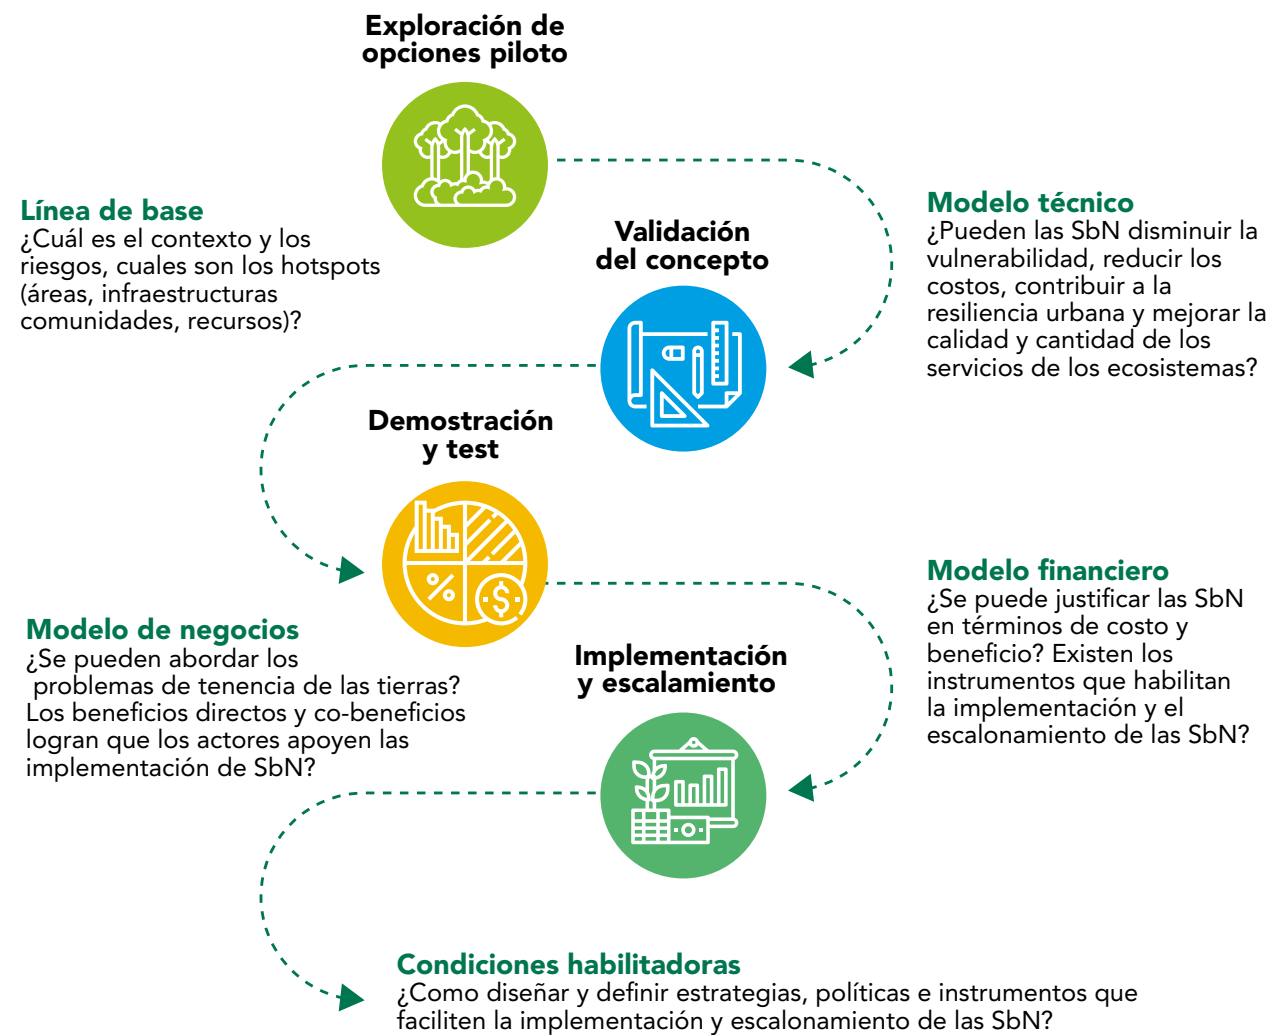 Exploración de
opciones piloto
Línea de base
¿Cuál es el contexto y los
riesgos, cuales son los hotspots
(áreas, infraestructuras
comunidades, recursos)?
Validación
del concepto
Modelo técnico
¿Pueden las SbN disminuir la
vulnerabilidad, reducir los
costos, contribuir a la
resiliencia urbana y mejorar la
calidad y cantidad de los
servicios de los ecosistemas?
Demostración
y test
%
$
Modelo de negocios
¿Se pueden abordar los
problemas de tenencia de las tierras?
Los beneficios directos y co-beneficios
logran que los actores apoyen las
implementación de SbN?
Implementación
y escalamiento
Modelo financiero
¿Se puede justificar las SbN
en términos de costo y
beneficio? Existen los
instrumentos que habilitan
la implementación y el
escalonamiento de las SbN?
Condiciones habilitadoras
¿Como diseñar y definir estrategias, políticas e instrumentos que
faciliten la implementación y escalonamiento de las SbN?